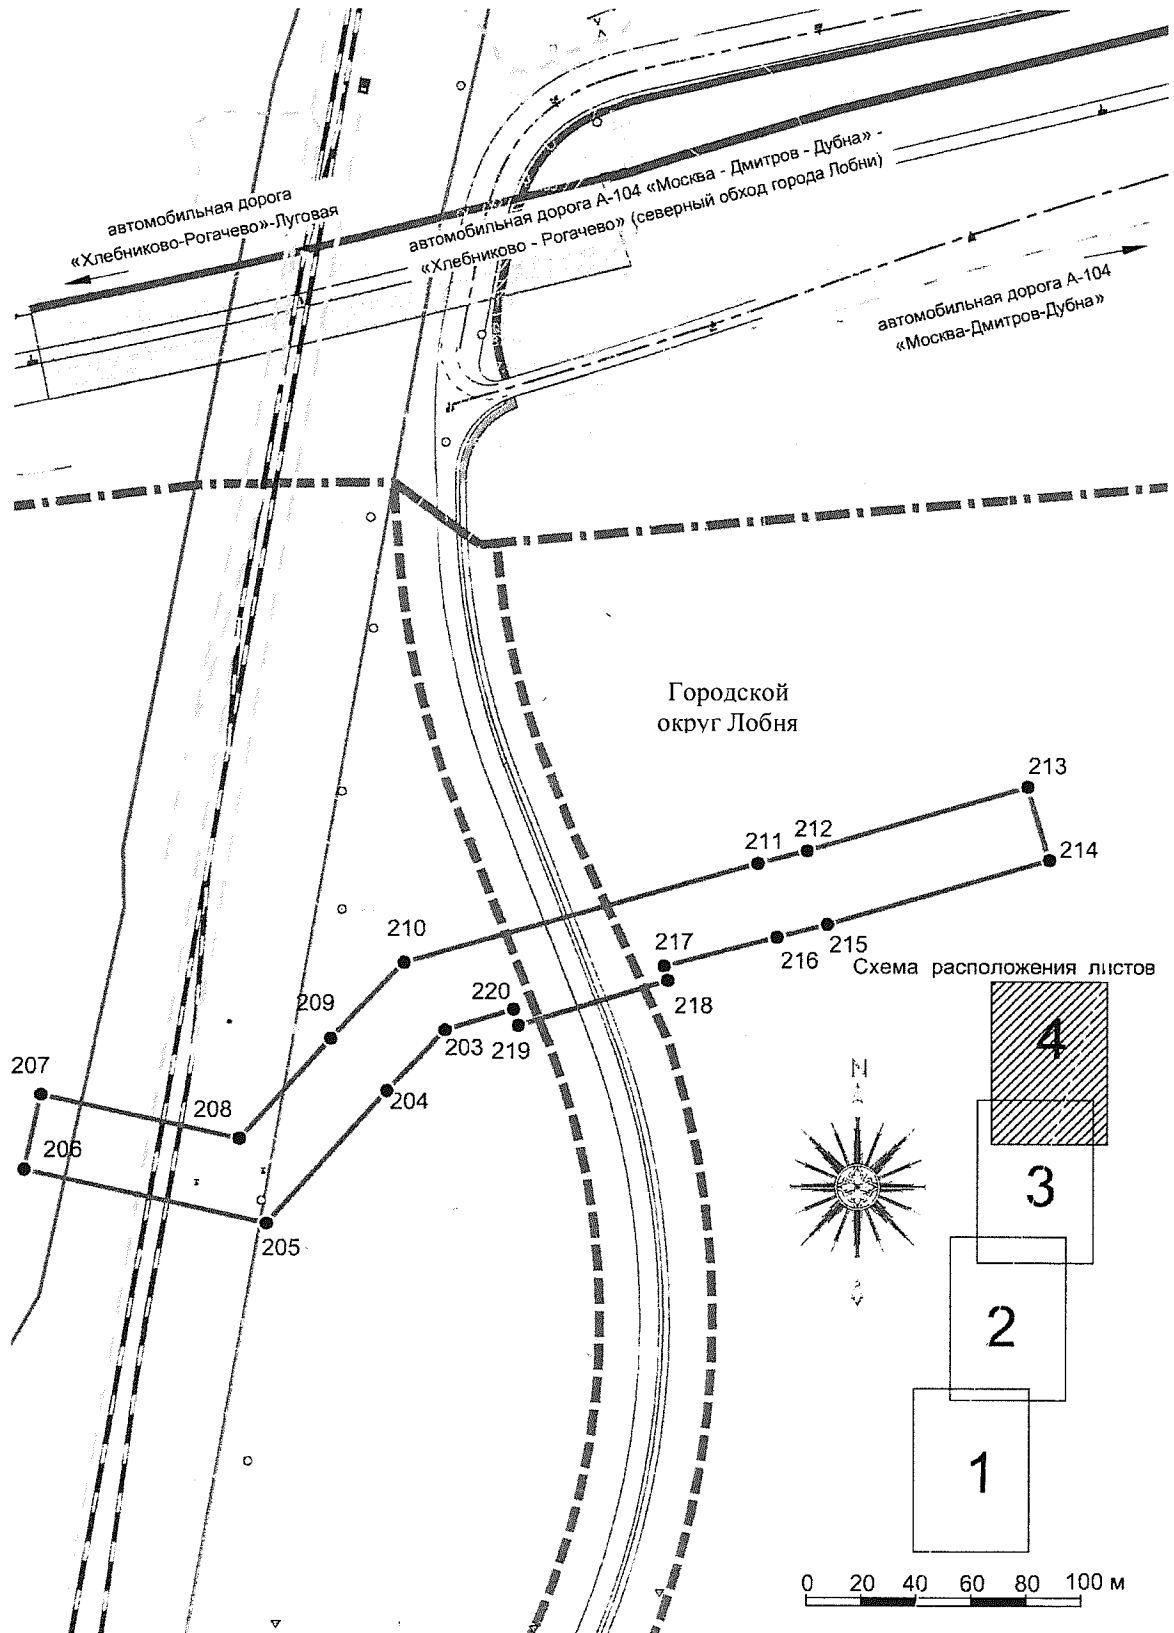 автомобильная дорога
«Хлебниково-Рогачево»-Луговая
автомобильная дорога А-104 «Москва - Дмитров - Дубна» -
«Хлебниково - Рогачево» (северный обход города Лобни)
автомобильная дорога А-104
«Москва-Дмитров-Дубна»
Городской
округ Лобня
213
212
211
214
210
217
216
215
Схема расположения листов
220
209
218
203
219
4
207
204
N
208
206
3
205
2
1
0 20 40 60 80 100 м